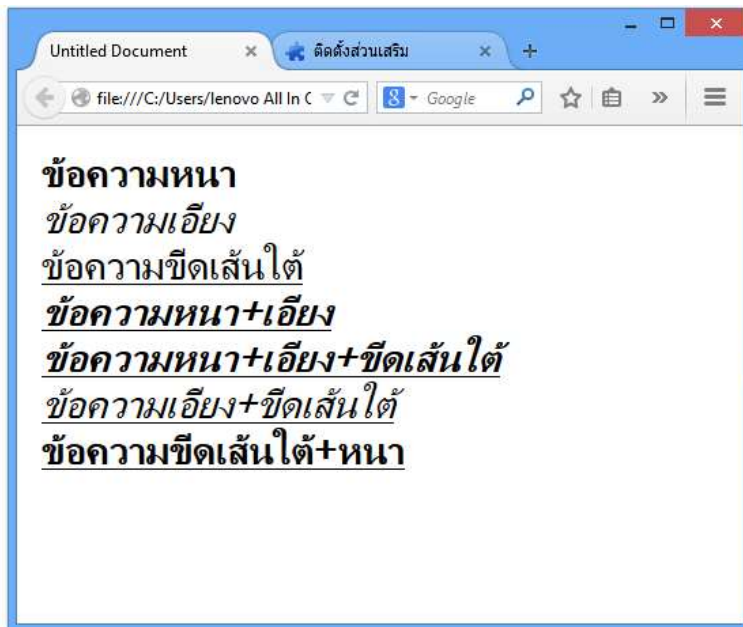 Untitled Document
ติดตั้งส่วนเสริม
file:///C:/Users/lenovo All In C
8 Google
ข้อความหนา
ข้อความเอียง
ข้อความขีดเส้นใต้
ข้อความหนา+เอียง
ข้อความหนา+เอียง+ขีดเส้นใต้
ข้อความเอียง+ขีดเส้นใต้
ข้อความขีดเส้นใต้+หนา